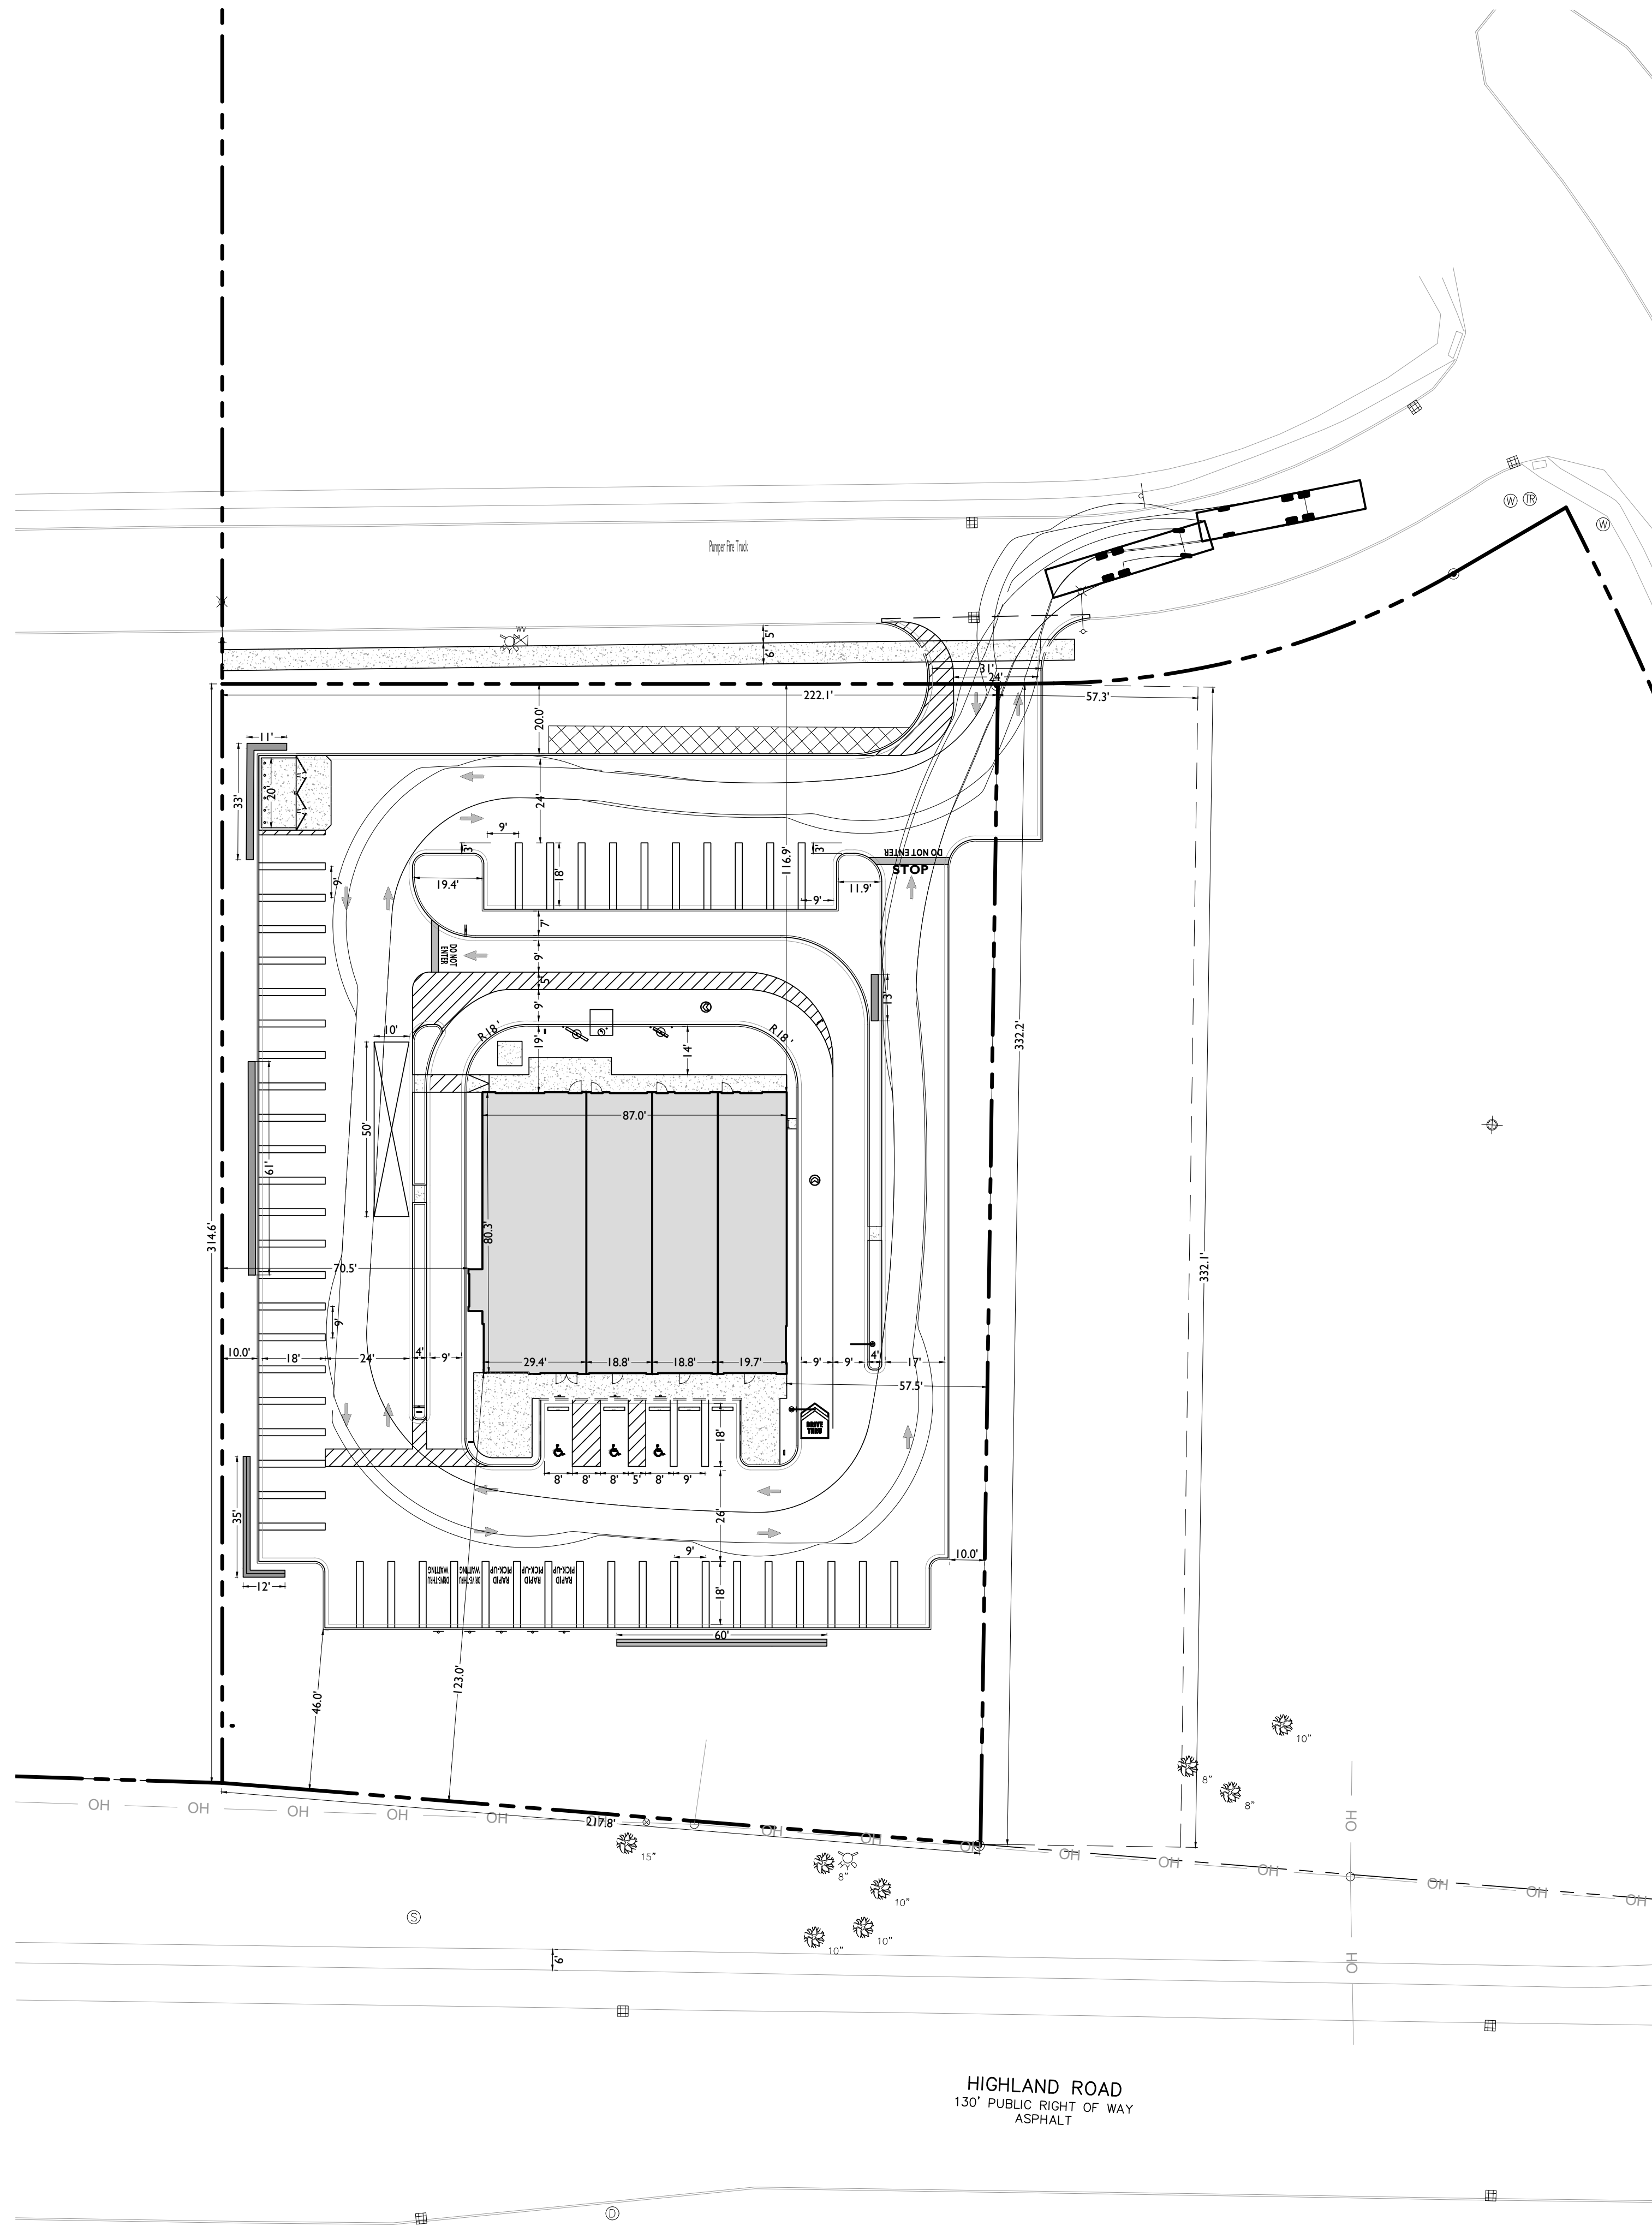 Pumper Fire Truck
W
TR
W
WV
5'
6'
31'
24'
222.1'
57.3'
20.0'
11'
33'
20'
24'
9'
3'
3'
116.9'
DO NOT ENTER
STOP
18'
19.4'
11.9'
9'
9'
7'
DO NOT
ENTER
9'
5'
9'
13'
10'
R18'
19'
R18'
14'
332.2'
87.0'
50'
61'
80.3'
314.6'
70.5'
332.1'
9'
10.0'
18'
24'
4'
9'
29.4'
18.8'
18.8'
19.7'
9'
9'
4'
17'
57.5'
DRIVE
THRU
18'
8'
8'
8'
5'
8'
9'
35'
26'
9'
10.0'
DRIVE-THRU
WAITING
DRIVE-THRU
WAITING
RAPID
PICK-UP
RAPID
PICK-UP
RAPID
PICK-UP
12'
18'
60'
46.0'
123.0'
10"
8"
8"
OH
OH
OH
OH
OH
217.8'
OH
OH
OH
OH
OH
OH
OH
OH
OH
OH
15"
8"
10"
10"
10"
S
6'
OH
HIGHLAND ROAD
130' PUBLIC RIGHT OF WAY
ASPHALT
D